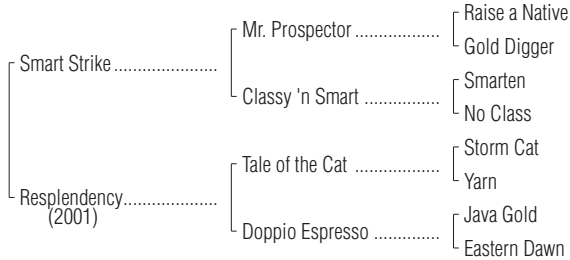 Raise a Native
Mr. Prospector ..................
Gold Digger
Smart Strike .....................
Smarten
Classy 'n Smart ................
No Class
Storm Cat
Tale of the Cat ..................
Yarn
Resplendency...................
(2001)
Java Gold
Doppio Espresso ..............
Eastern Dawn